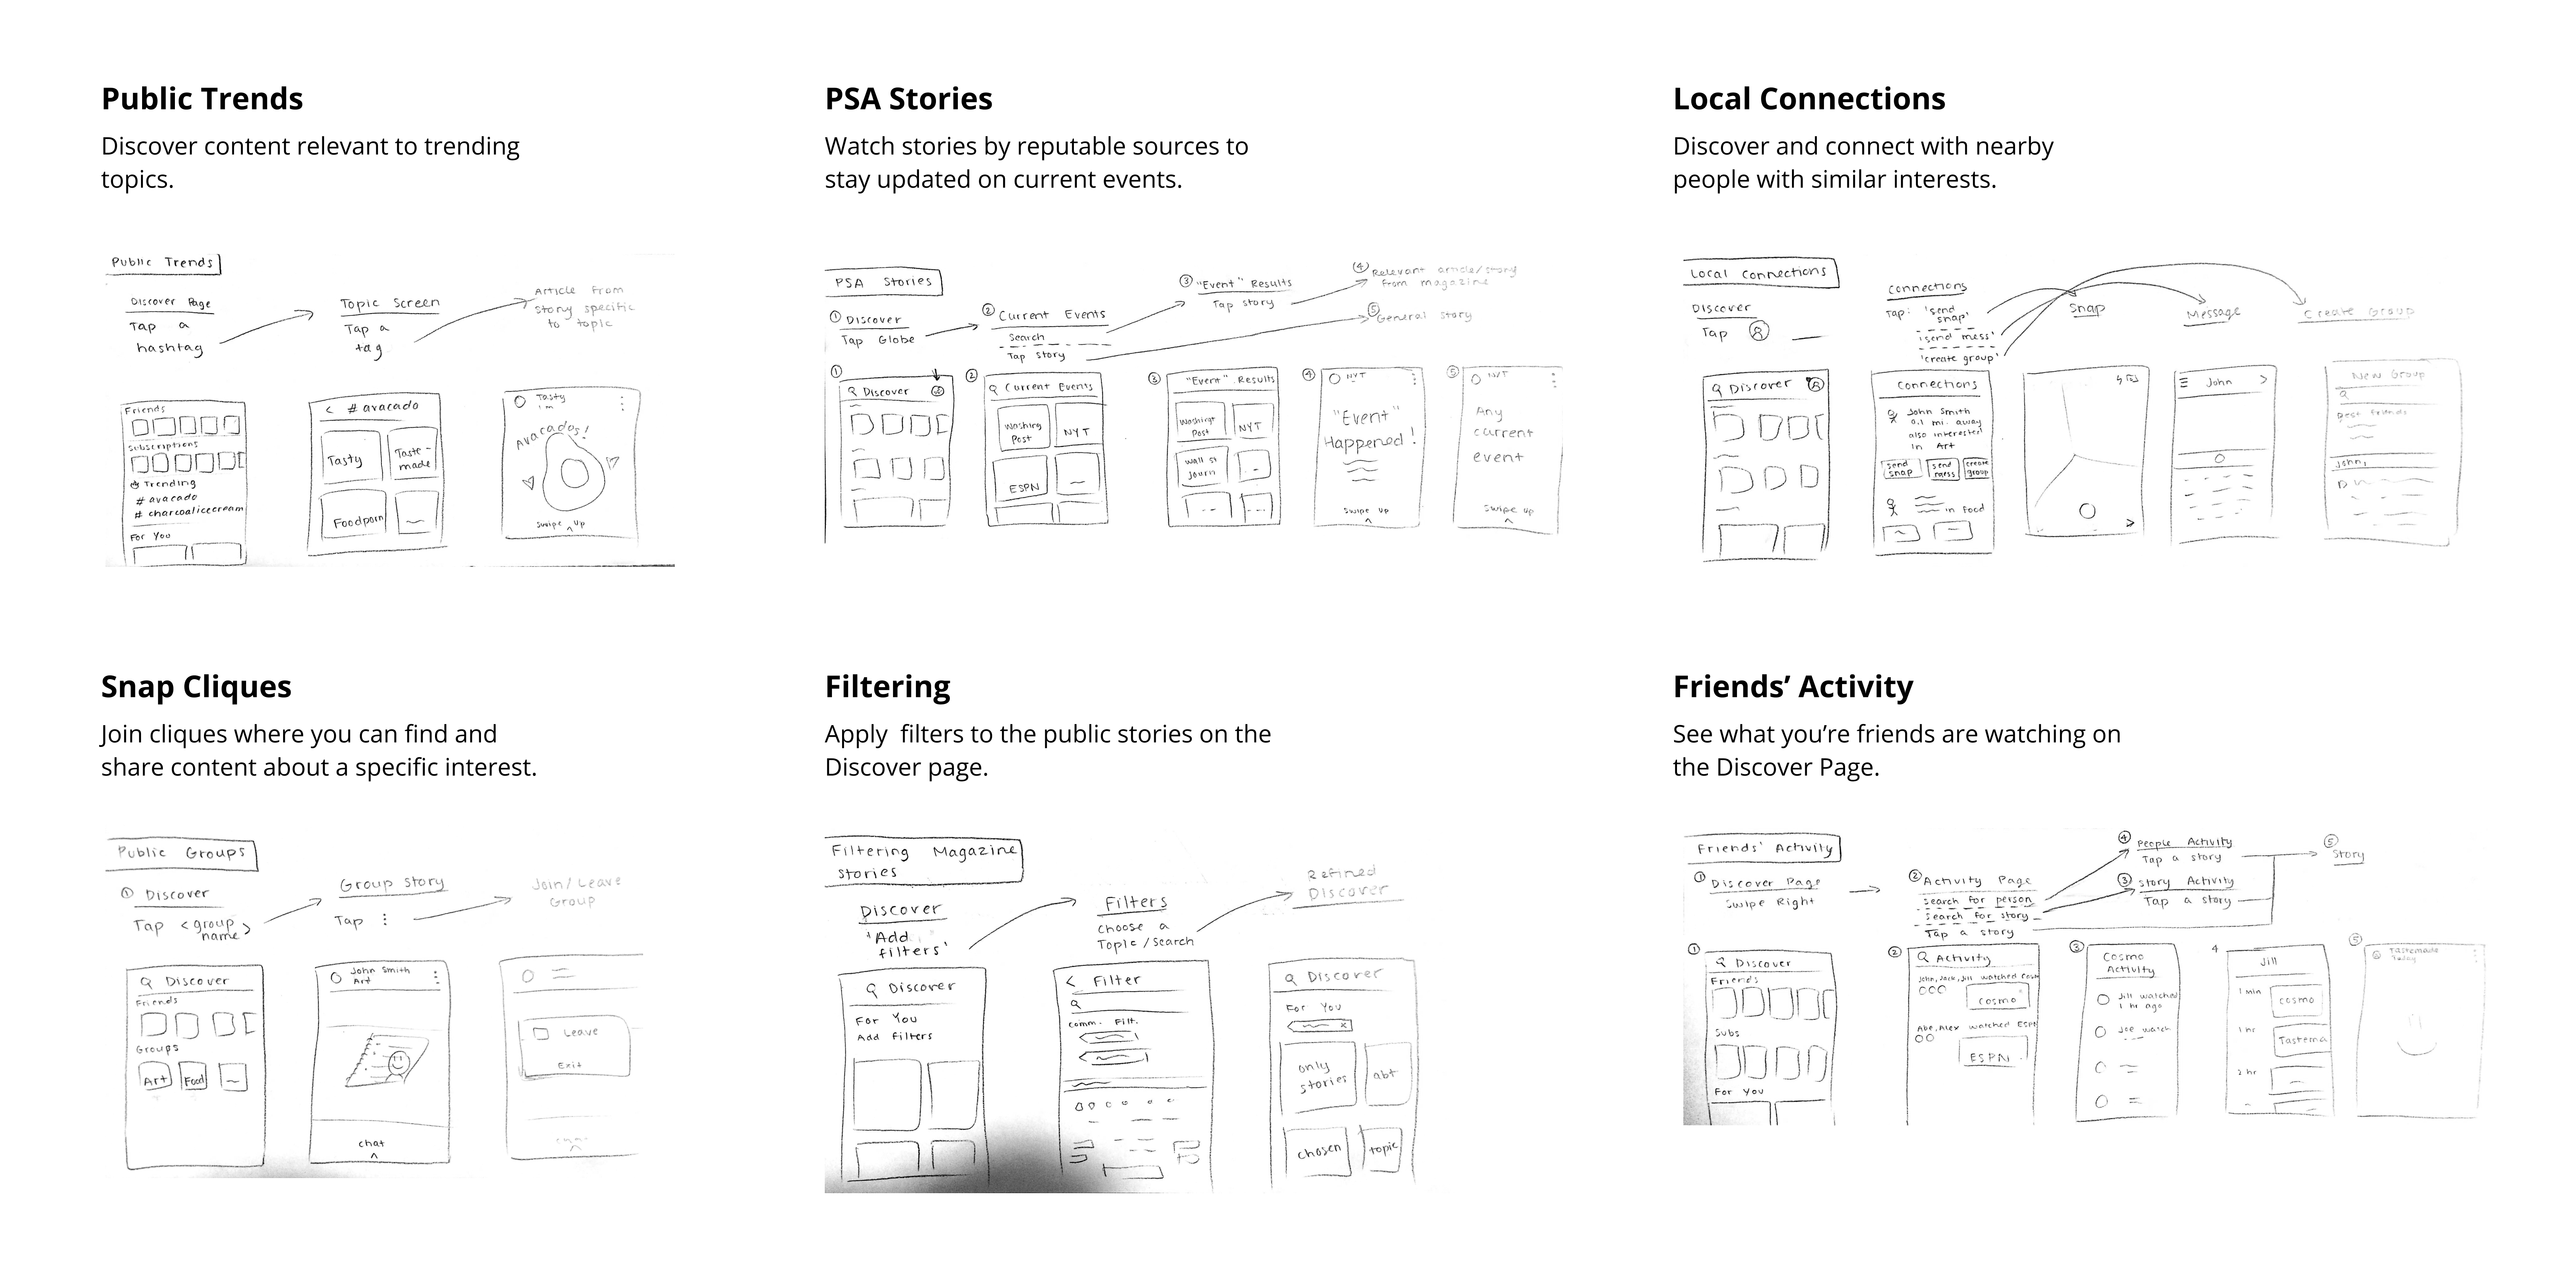 Public Trends
Discover content relevant to trending
topics.
Public Trends
Discover Page
Tap a
hashtag
Topic Screen
Tap a
tag
Article From
story specific
to topic
Friends
Subscriptions
Trending
# avacado
# charcoalicecream
For You
< # avacado
Tasty
Taste-
made
Foodporn
Tasty
1 m
Avacados!
Swipe Up
PSA Stories
Watch stories by reputable sources to
stay updated on current events.
PSA Stories
① Discover
Tap Globe
② Current Events
Search
Tap story
③ "Event" Results
Tap story
④ Relevant article/story
from magazine
⑤ General story
①
Discover
②
Current Events
Washing
Post
NYT
ESPN
③
"Event" Results
Washingt
Post
NYT
Wall St
Journ
④
NYT
"Event"
Happened!
Swipe up
⑤
NYT
Any
current
event
Swipe up
Local Connections
Discover and connect with nearby
people with similar interests.
Local Connections
Discover
Tap
Connections
Tap: 'send
snap'
'send mess'
'create group'
Snap
Message
Create Group
Discover
Connections
John Smith
0.1 mi. away
also interested
in Art
send
snap
send
mess
create
group
in Food
John
New Group
Best Friends
John,
Snap Cliques
Join cliques where you can find and
share content about a specific interest.
Public Groups
① Discover
Tap <group
name>
Group Story
Tap ⋮
Join/Leave
Group
Discover
Friends
Groups
Art
Food
John Smith
Art
chat
Leave
Exit
Filtering
Apply  filters to the public stories on the
Discover page.
Filtering Magazine
Stories
Discover
'Add
filters'
Filters
Choose a
Topic/Search
Refined
Discover
Discover
For You
Add Filters
< Filter
Comm. Filt.
Discover
For You
x
only
stories
abt
chosen
topic
Friends’ Activity
See what you’re friends are watching on
the Discover Page.
Friends' Activity
① Discover Page
Swipe Right
② Activity Page
Search for person
Search for story
Tap a story
④ People Activity
Tap a story
③ Story Activity
Tap a story
⑤
Story
①
Discover
Friends
Subs
For You
②
Activity
John, Jack, Jill watched Cosm
Cosmo
Abe, Alex watched ESPN
ESPN
③
Cosmo
Activity
Jill watched
1 hr ago
Joe watch
4
Jill
1 min
Cosmo
1 hr
Tastema
2 hr
⑤
Tastemade